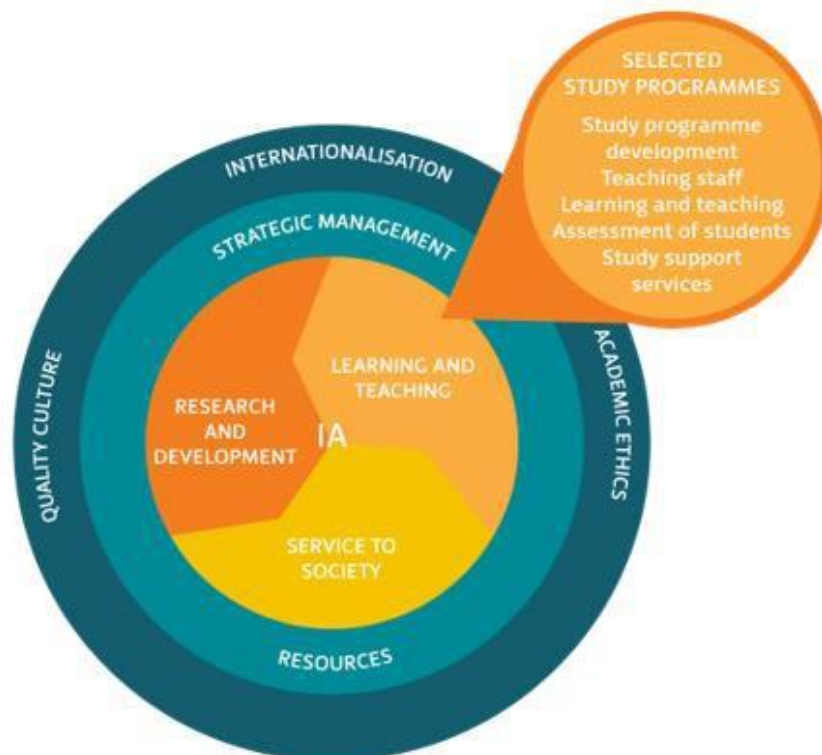 SELECTED
STUDY PROGRAMMES
Study programme
development
Teaching staff
Learning and teaching
Assessment of students
Study support
services
INTERNATIONALISATION
STRATEGIC MANAGEMENT
QUALITY CULTURE
ACADEMIC ETHICS
LEARNING AND
TEACHING
RESEARCH
AND
DEVELOPMENT
IA
SERVICE TO
SOCIETY
RESOURCES